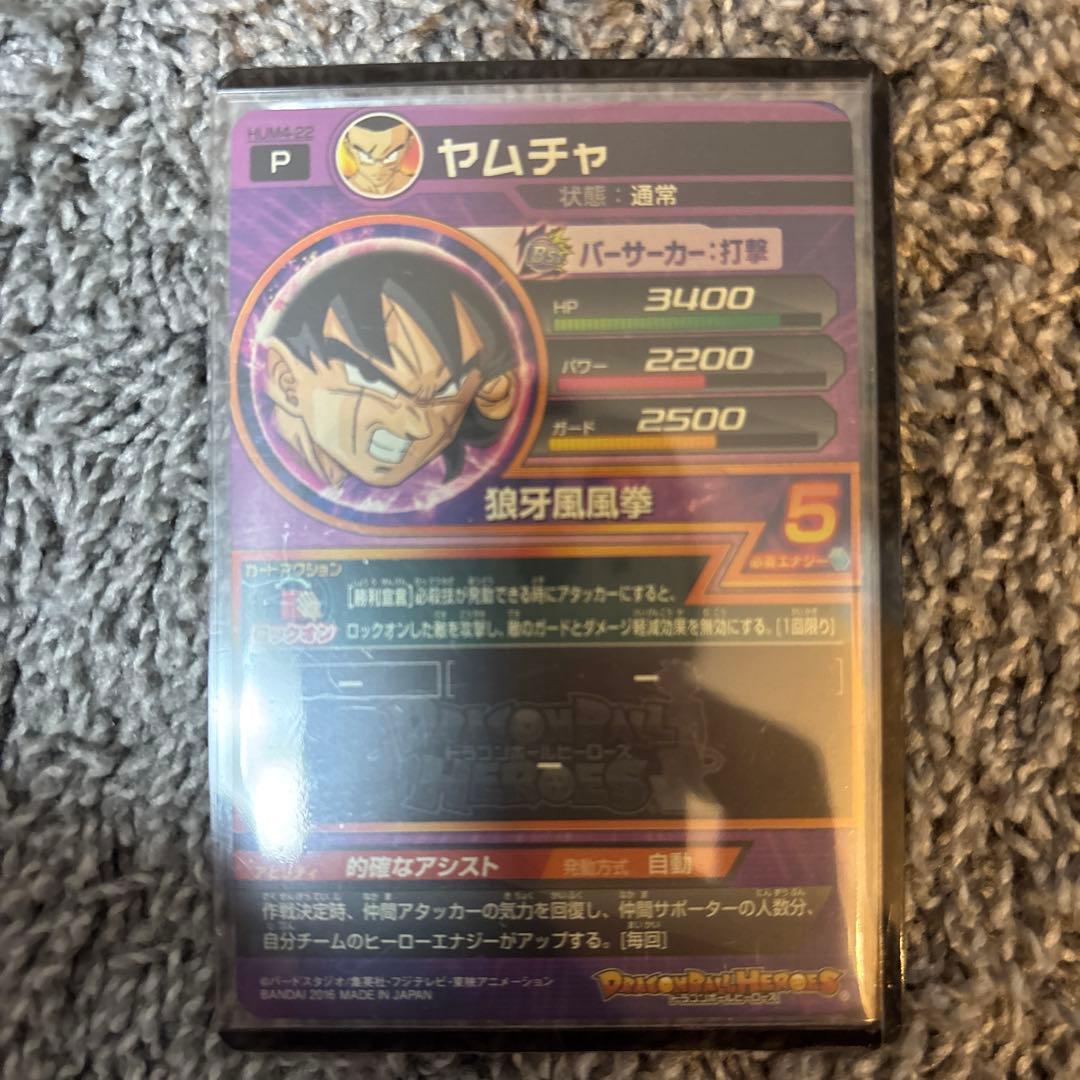 HUM4-22
P
ヤムチャ
状態：通常
BS
バーサーカー：打撃
HP 3400
パワー 2200
ガード 2500
狼牙風風拳
5
必要エナジー
カードアクション
ロックオン
[勝利宣言]必殺技が発動できる時にアタッカーにすると、
ロックオンした敵を攻撃し、敵のガードとダメージ軽減効果を無効にする。[1回限り]
ー [ ー ]
DRAGON BALL
ドラゴンボールヒーローズ
HEROES
ー
アビリティ 的確なアシスト 発動方式 自動
作戦決定時、仲間アタッカーの気力を回復し、仲間サポーターの人数分、
自分チームのヒーローエナジーがアップする。[毎回]
©バードスタジオ/集英社・フジテレビ・東映アニメーション
BANDAI 2016 MADE IN JAPAN
DRAGON BALL HEROES
ドラゴンボールヒーローズ